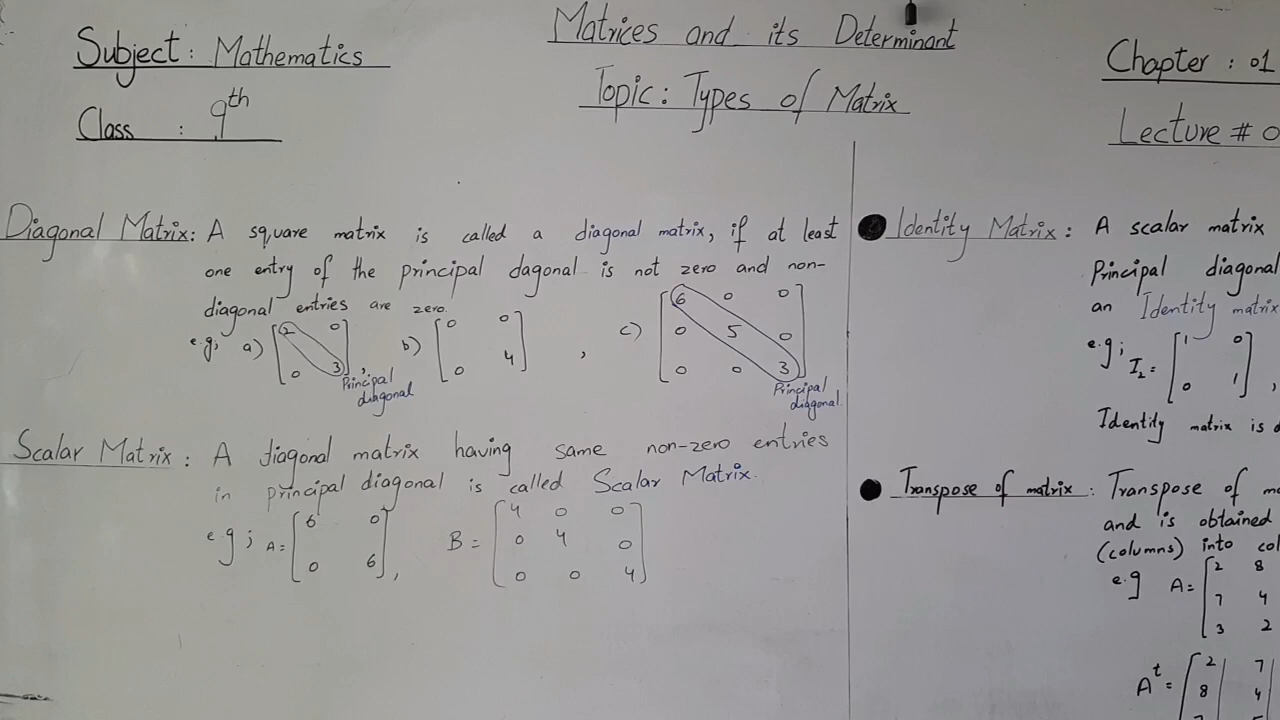 Subject : Mathematics
Class : 9th
Matrices and its Determinant
Topic : Types of Matrix
Chapter : 01
Lecture # 0
Diagonal Matrix: A square matrix is called a diagonal matrix, if at least
one entry of the principal dagonal is not zero and non-
diagonal entries are zero.
e.g; a) [2 0
0 3], b) [0 0
0 4] , c) [6 0 0
0 5 0
0 0 3]
Principal
diagonal
Principal
diagonal.
Scalar Matrix : A diagonal matrix having same non-zero entries
in principal diagonal is called Scalar Matrix.
e.g ; A= [6 0
0 6], B = [4 0 0
0 4 0
0 0 4]
Identity Matrix : A scalar matrix
Principal diagonal
an Identity matrix
e.g; I2 = [1 0
0 1] ,
Identity matrix is
Transpose of matrix : Transpose of
and is obtained
(columns) into
e.g A= [2 8
7 4
3 2
At = [2 7
8 4